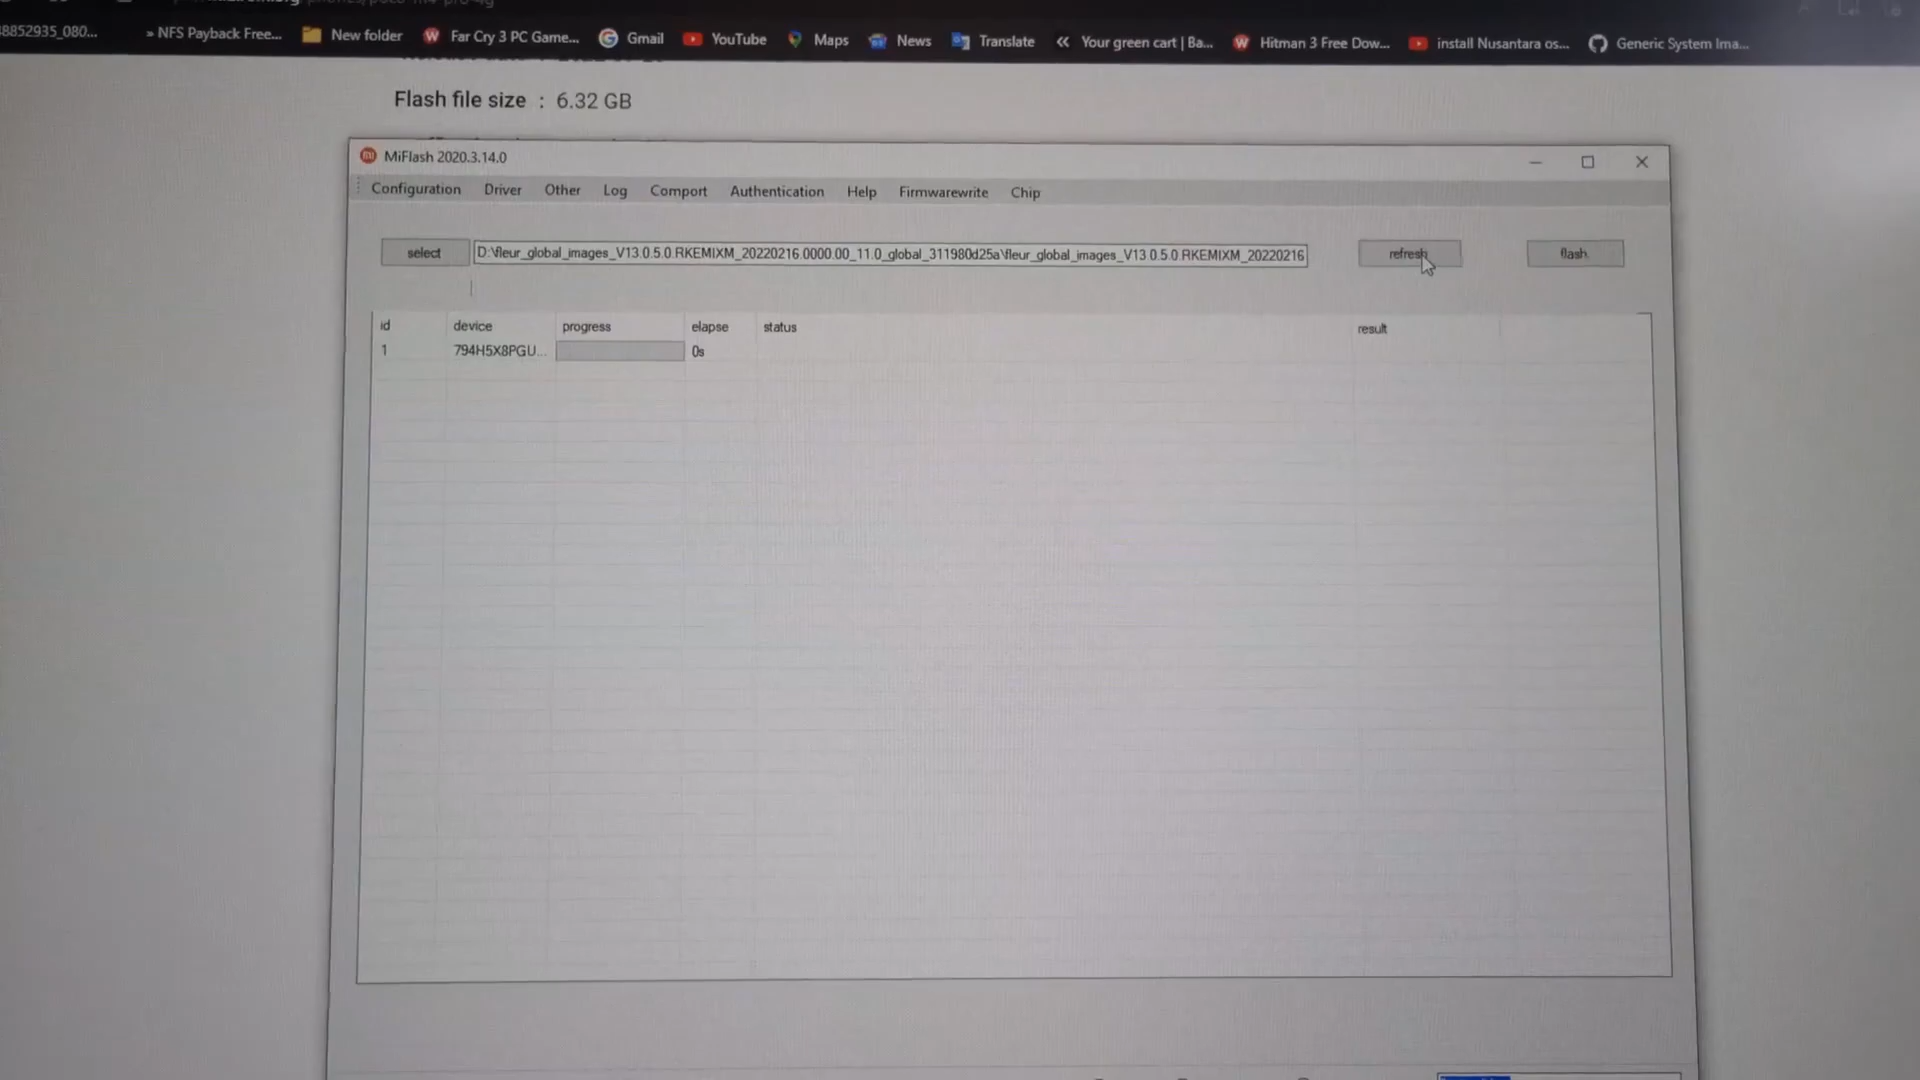 8852935_080... » NFS Payback Free... New folder Far Cry 3 PC Game... Gmail YouTube Maps News Translate Your green cart | Ba... Hitman 3 Free Dow... install Nusantara os... Generic System Ima...
Flash file size : 6.32 GB
MiFlash 2020.3.14.0
Configuration Driver Other Log Comport Authentication Help Firmwarewrite Chip
select D:\fleur_global_images_V13.0.5.0.RKEMIXM_20220216.0000.00_11.0_global_311980d25a\fleur_global_images_V13.0.5.0.RKEMIXM_20220216 refresh flash
id device progress elapse status result
1 794H5X8PGU... 0s